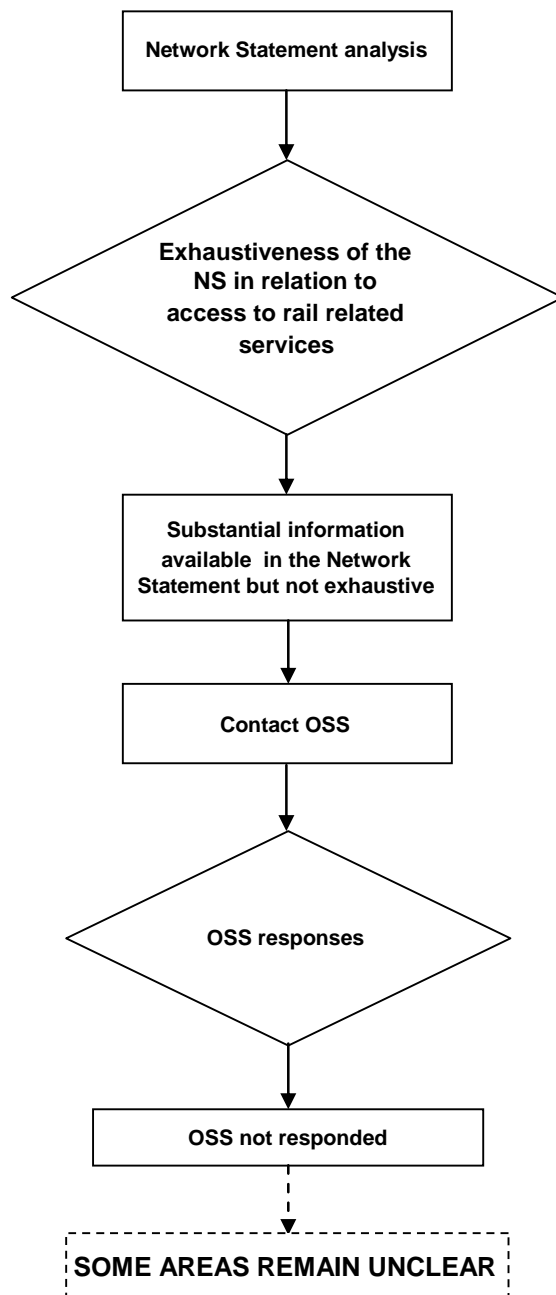 Network Statement analysis
Exhaustiveness of the
NS in relation to
access to rail related
services
Substantial information
available in the Network
Statement but not exhaustive
Contact OSS
OSS responses
OSS not responded
SOME AREAS REMAIN UNCLEAR